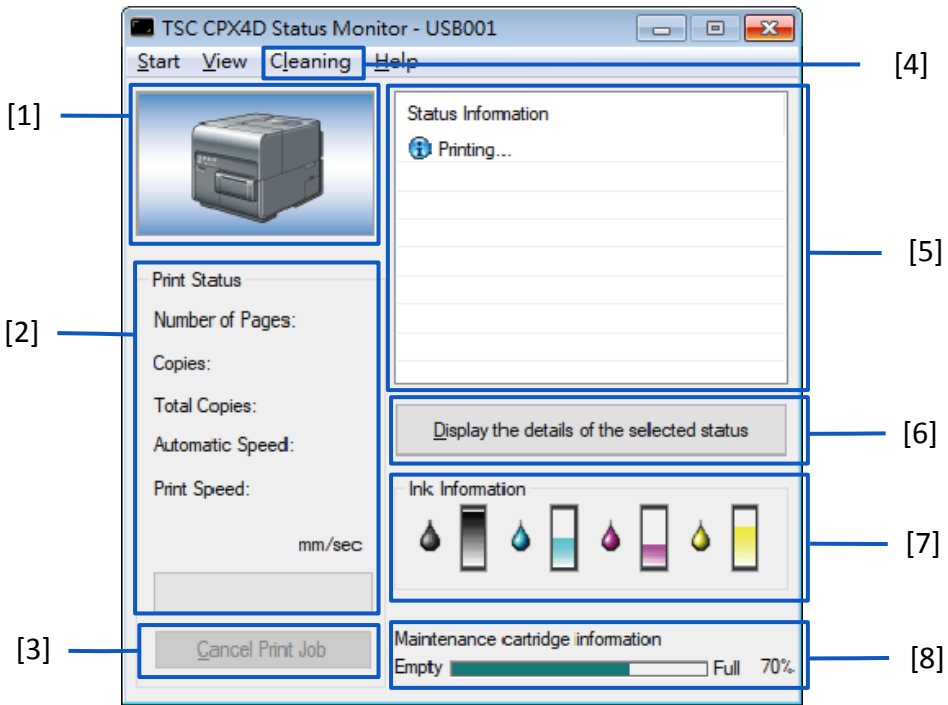 TSC CPX4D Status Monitor - USB001
Start View Cleaning Help
[4]
[1]
Status Information
Printing...
[5]
Print Status
[2]
Number of Pages:
Copies:
Total Copies:
Automatic Speed:
Print Speed:
mm/sec
Display the details of the selected status
[6]
Ink Information
[7]
[3]
Cancel Print Job
Maintenance cartridge information
Empty Full 70%
[8]